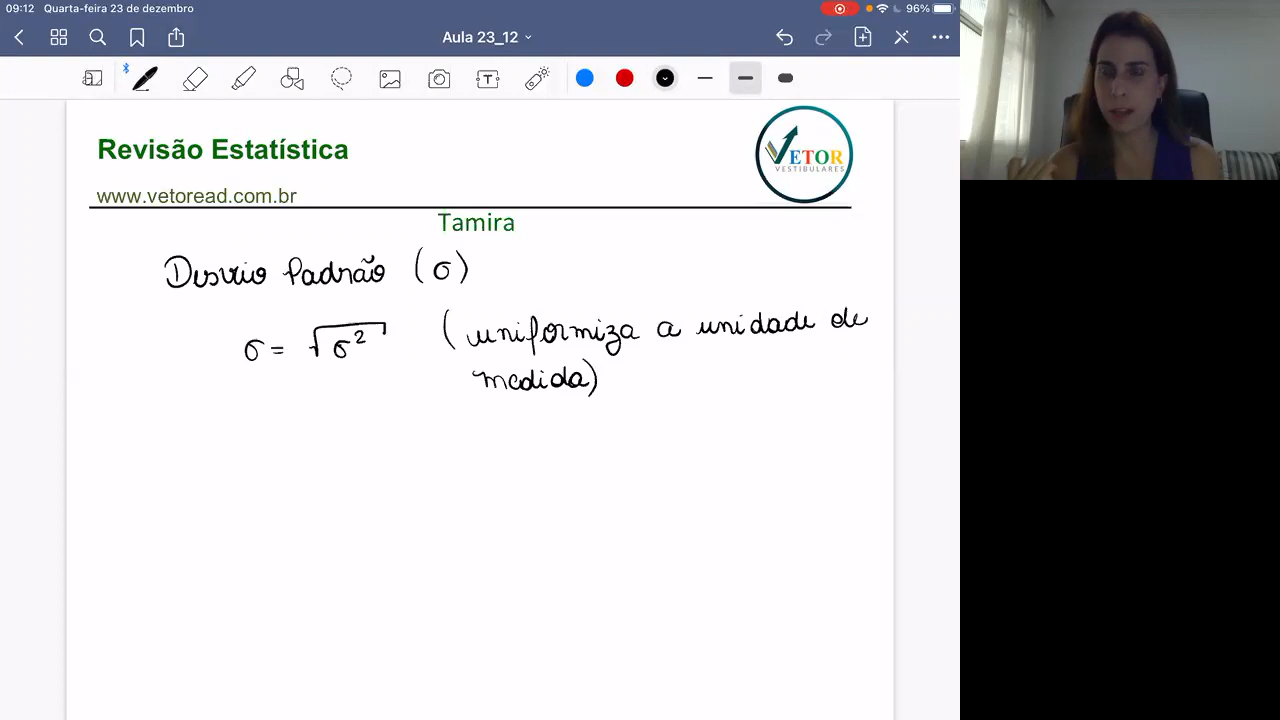 09:12 Quarta-feira 23 de dezembro 96%
Aula 23_12
Revisão Estatística
VETOR
VESTIBULARES
www.vetoread.com.br
Tamira
Desvio Padrão (σ)
σ = √σ² (uniformiza a unidade de
medida)